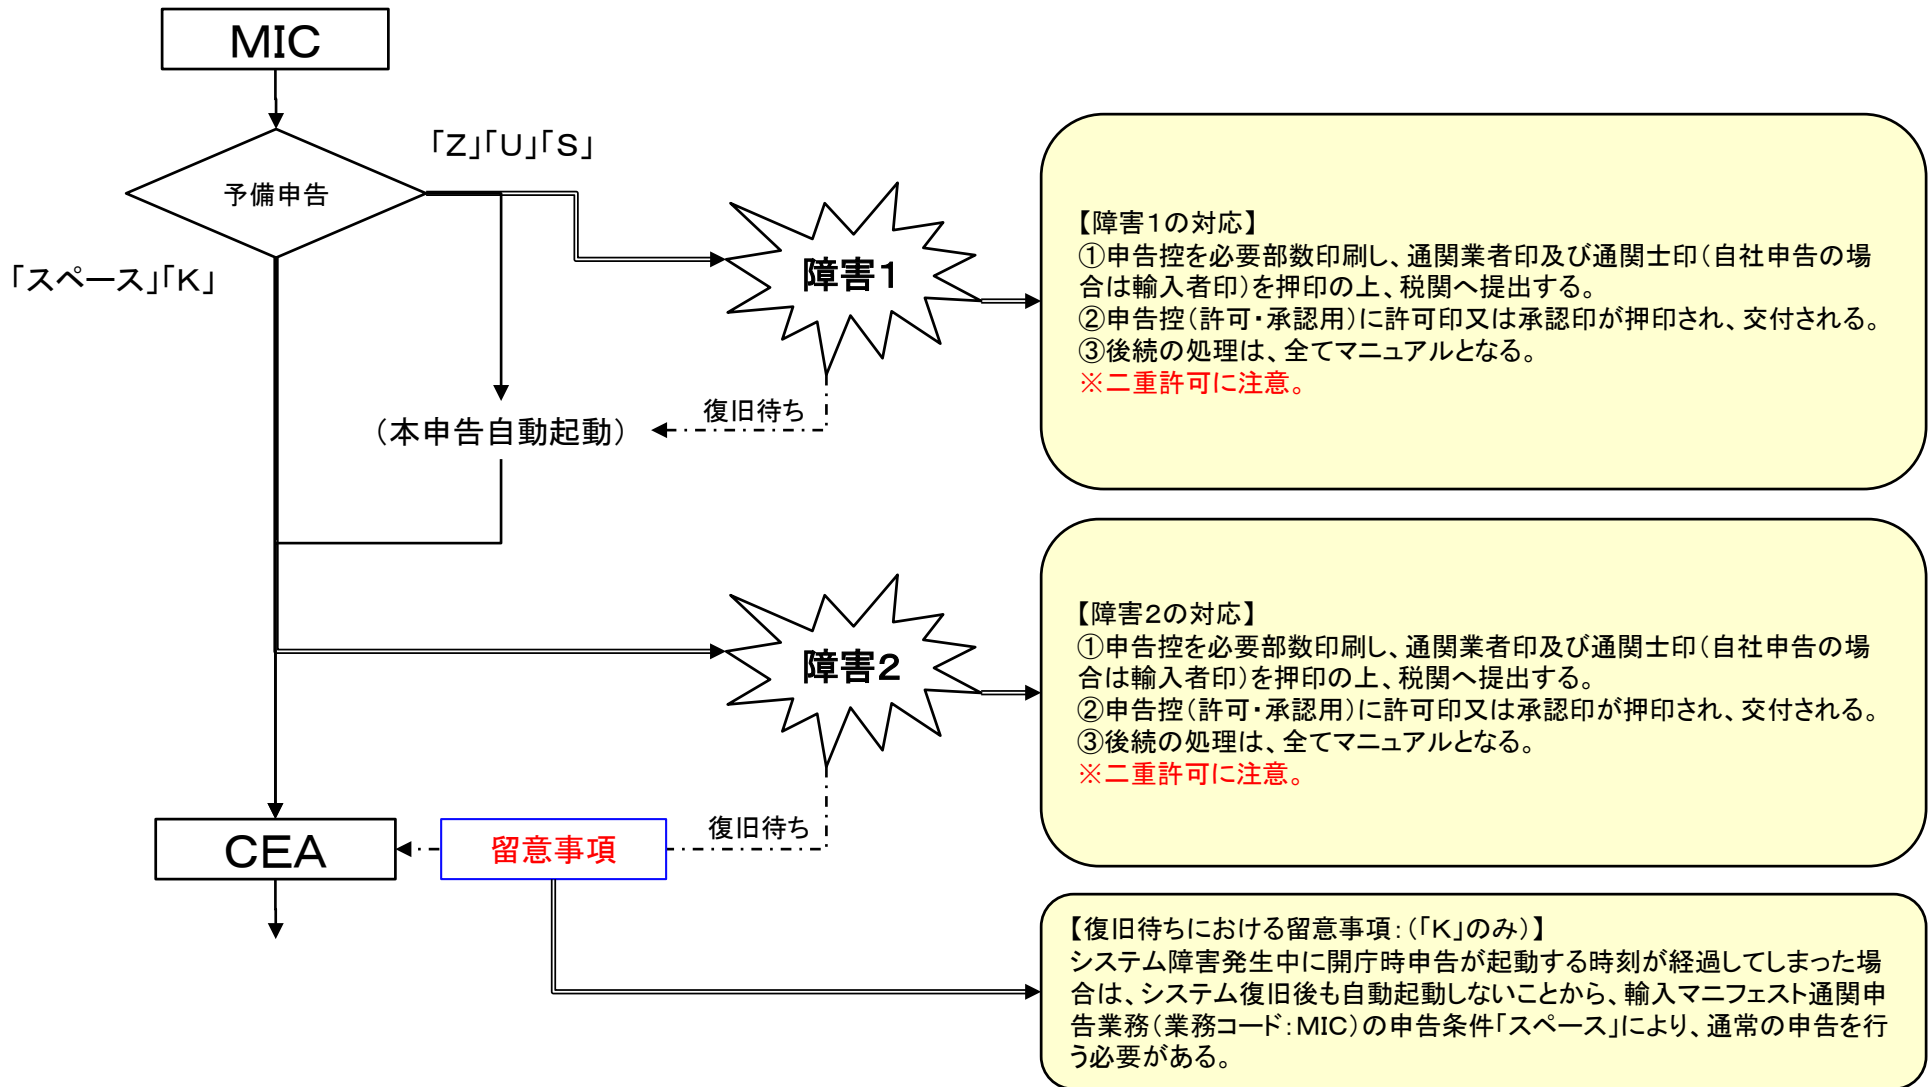 MIC
予備申告
「Z」「U」「S」
「スペース」「K」
障害1
【障害1の対応】
①申告控を必要部数印刷し、通関業者印及び通関士印（自社申告の場
合は輸入者印）を押印の上、税関へ提出する。
②申告控（許可・承認用）に許可印又は承認印が押印され、交付される。
③後続の処理は、全てマニュアルとなる。
※二重許可に注意。
復旧待ち
（本申告自動起動）
障害2
【障害2の対応】
①申告控を必要部数印刷し、通関業者印及び通関士印（自社申告の場
合は輸入者印）を押印の上、税関へ提出する。
②申告控（許可・承認用）に許可印又は承認印が押印され、交付される。
③後続の処理は、全てマニュアルとなる。
※二重許可に注意。
復旧待ち
CEA
留意事項
【復旧待ちにおける留意事項：（「K」のみ）】
システム障害発生中に開庁時申告が起動する時刻が経過してしまった場
合は、システム復旧後も自動起動しないことから、輸入マニフェスト通関申
告業務（業務コード：MIC）の申告条件「スペース」により、通常の申告を行
う必要がある。